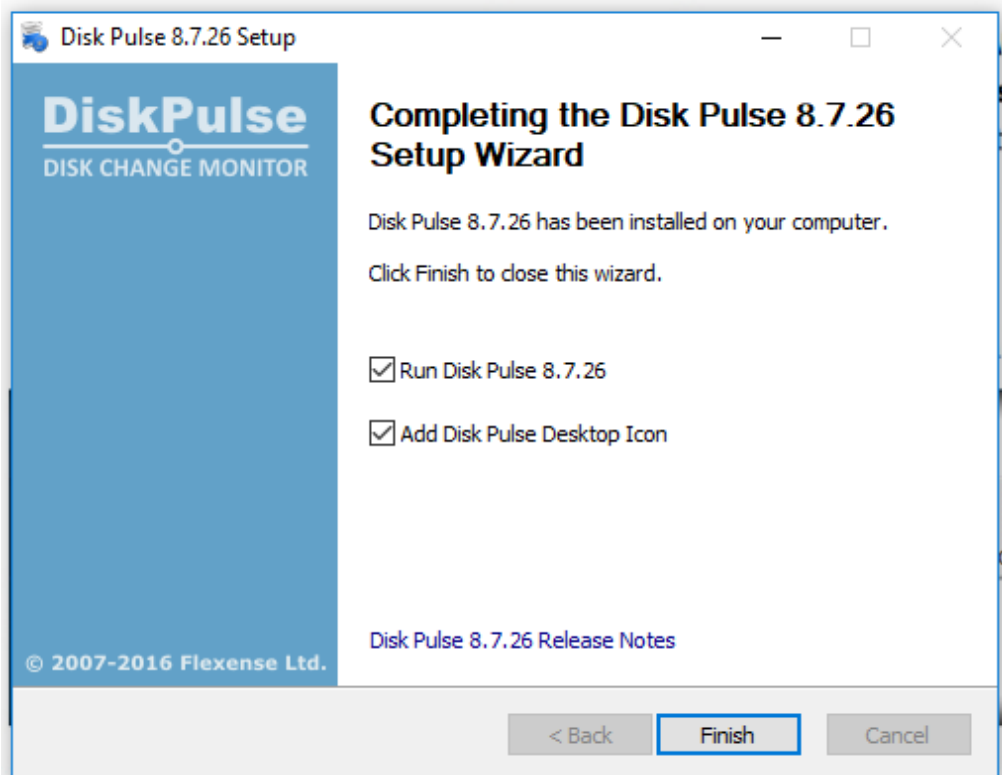 Disk Pulse 8.7.26 Setup
DiskPulse
DISK CHANGE MONITOR
Completing the Disk Pulse 8.7.26
Setup Wizard
Disk Pulse 8.7.26 has been installed on your computer.
Click Finish to close this wizard.
Run Disk Pulse 8.7.26
Add Disk Pulse Desktop Icon
Disk Pulse 8.7.26 Release Notes
© 2007-2016 Flexense Ltd.
< Back Finish Cancel